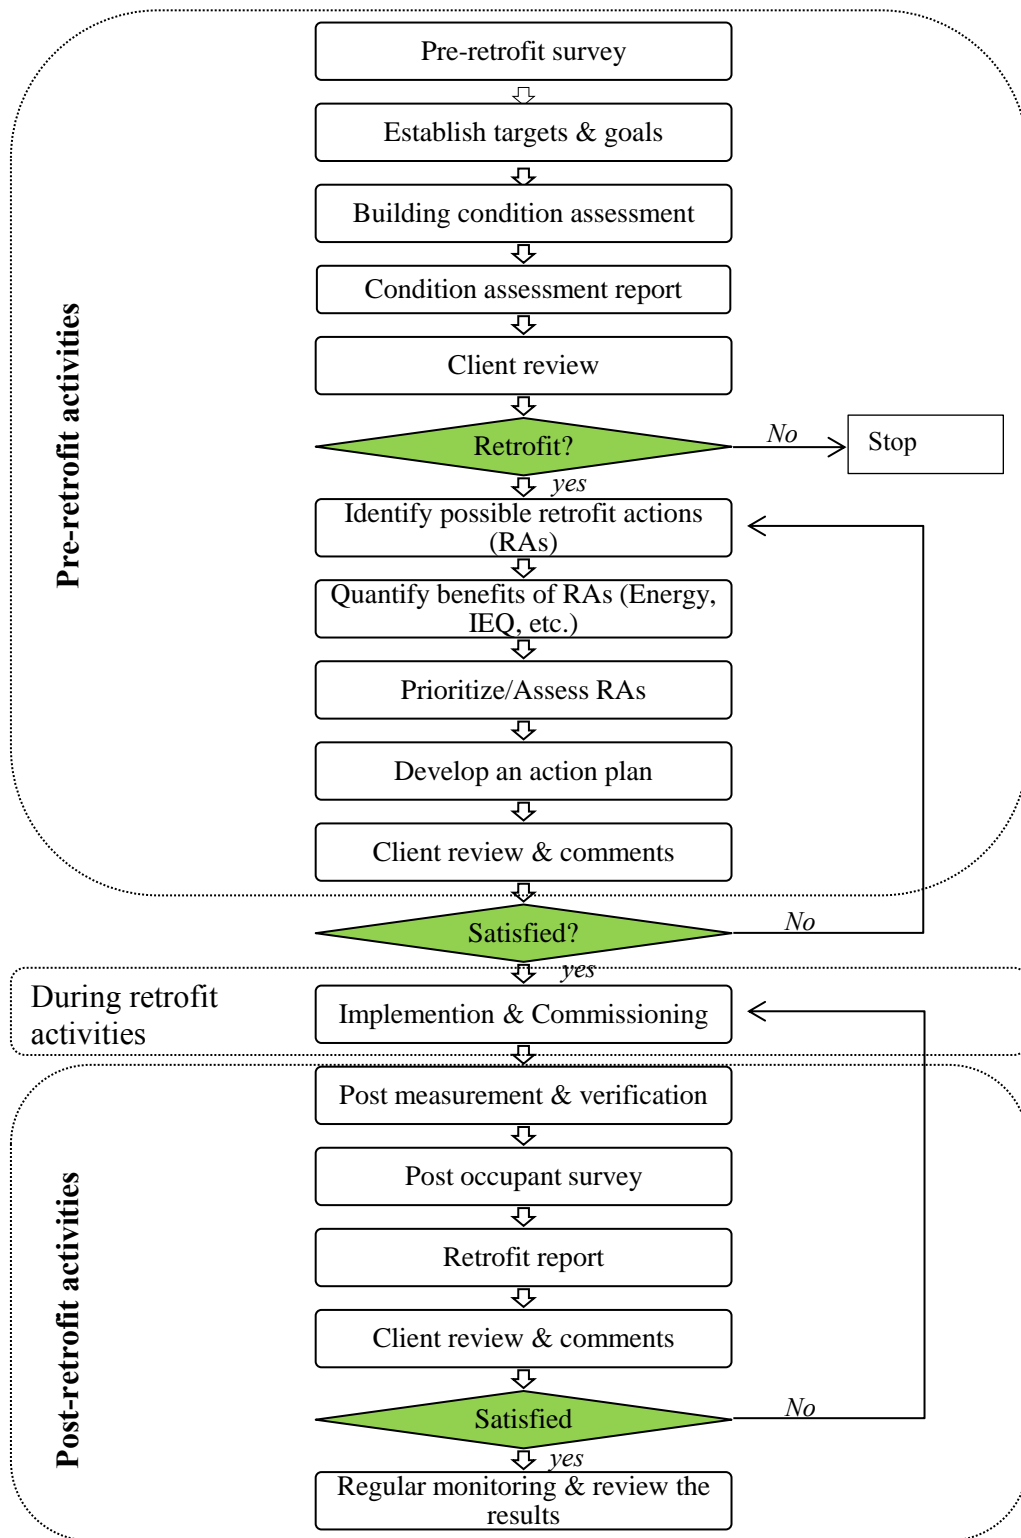 Pre-retrofit survey
Establish targets & goals
Building condition assessment
Condition assessment report
Client review
Retrofit?
No
Stop
yes
Identify possible retrofit actions
(RAs)
Quantify benefits of RAs (Energy,
IEQ, etc.)
Prioritize/Assess RAs
Develop an action plan
Client review & comments
Pre-retrofit activities
Satisfied?
No
yes
During retrofit
activities
Implemention & Commissioning
Post measurement & verification
Post occupant survey
Retrofit report
Client review & comments
Satisfied
No
yes
Regular monitoring & review the
results
Post-retrofit activities